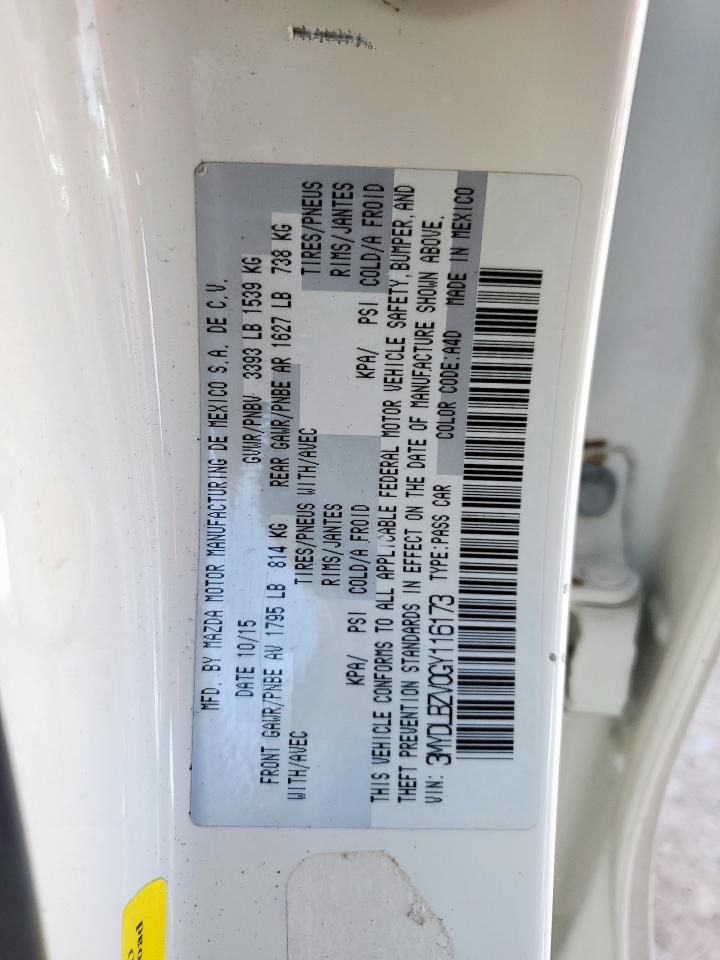 MFD. BY MAZDA MOTOR MANUFACTURING DE MEXICO S.A. DE C.V.
DATE 10/15 GVWR/PNBV 3393 LB 1539 KG
FRONT GAWR/PNBE AV 1795 LB 814 KG REAR GAWR/PNBE AR 1627 LB 738 KG
WITH/AVEC TIRES/PNEUS WITH/AVEC TIRES/PNEUS
RIMS/JANTES RIMS/JANTES
KPA/ PSI COLD/A FROID KPA/ PSI COLD/A FROID
THIS VEHICLE CONFORMS TO ALL APPLICABLE FEDERAL MOTOR VEHICLE SAFETY, BUMPER, AND
THEFT PREVENTION STANDARDS IN EFFECT ON THE DATE OF MANUFACTURE SHOWN ABOVE.
VIN: 3MYDLBZV0GY116173 TYPE:PASS CAR COLOR CODE:A4D MADE IN MEXICO